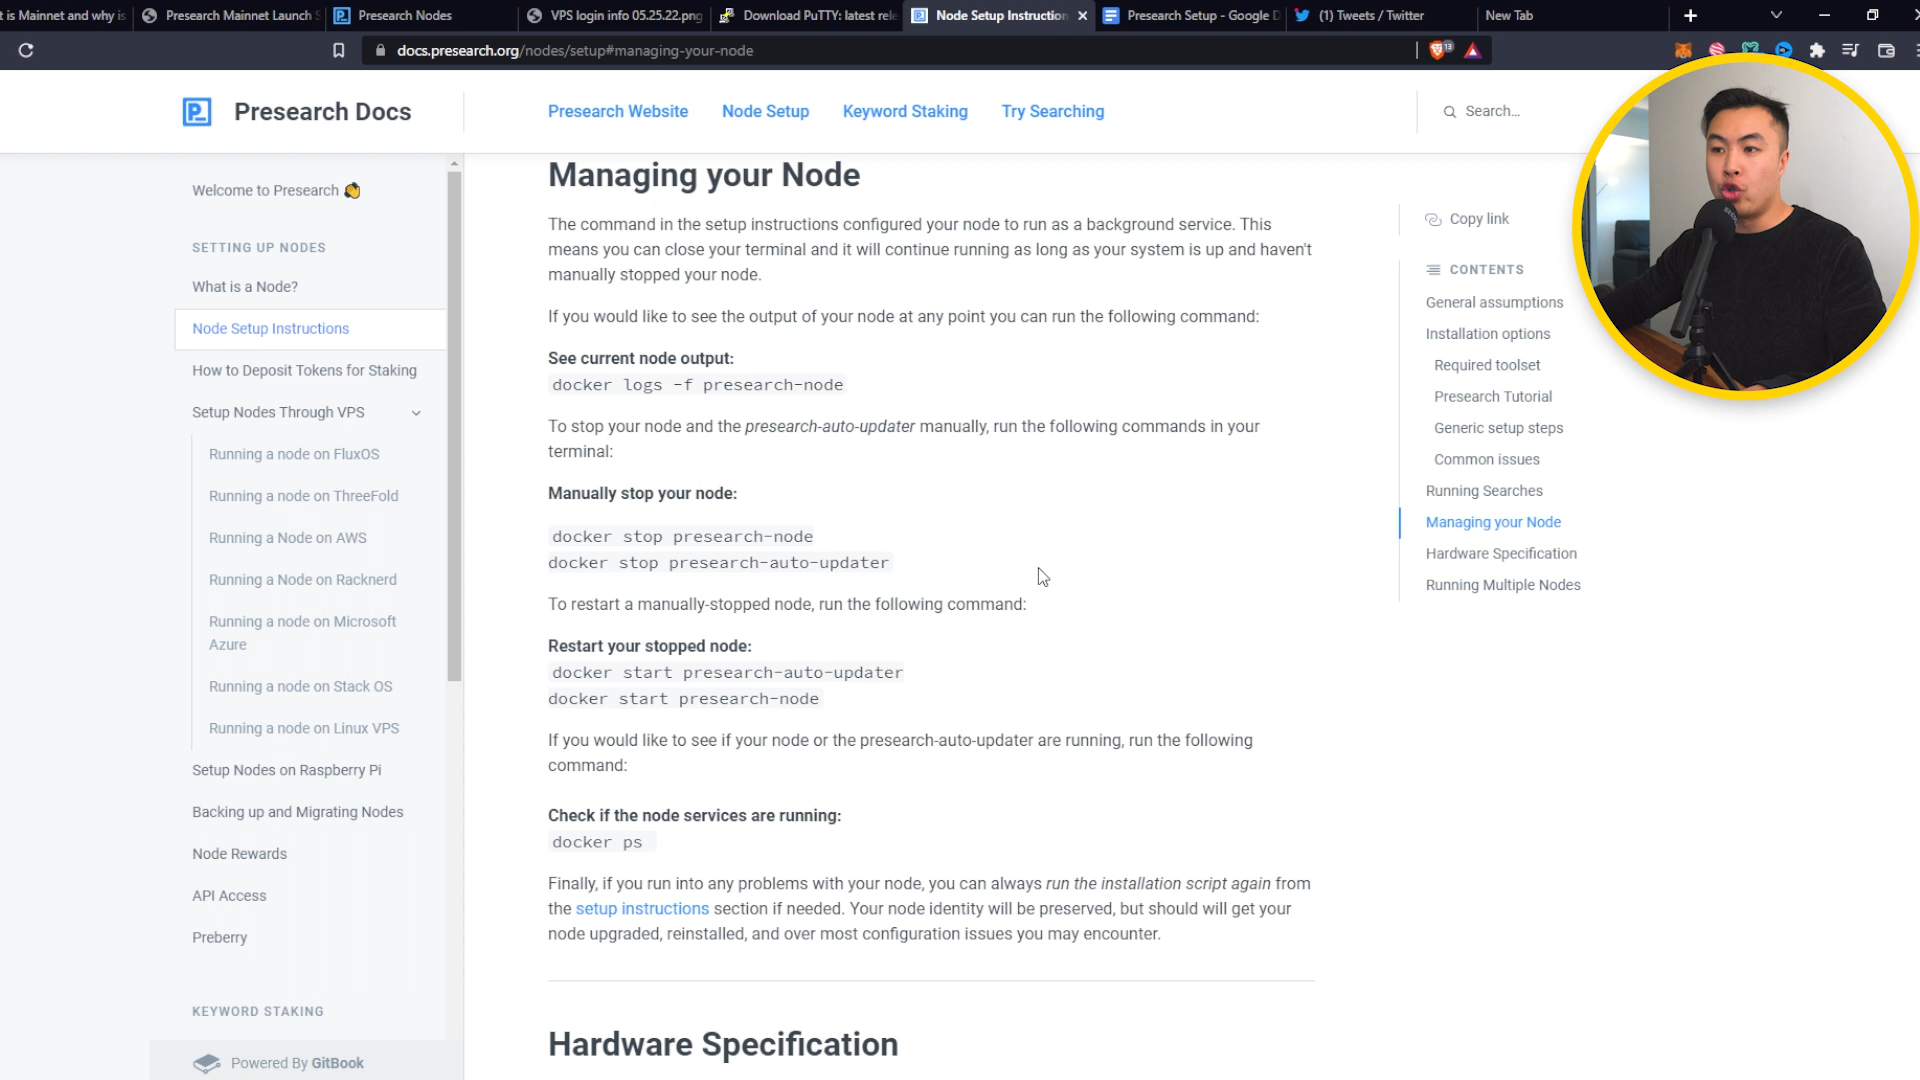 t is Mainnet and why is
Presearch Mainnet Launch S
Presearch Nodes
VPS login info 05.25.22.png
Download PuTTY: latest rele
Node Setup Instruction
Presearch Setup - Google D
(1) Tweets / Twitter
New Tab
docs.presearch.org/nodes/setup#managing-your-node
13
Presearch Docs
Presearch Website
Node Setup
Keyword Staking
Try Searching
Search...
Welcome to Presearch
SETTING UP NODES
What is a Node?
Node Setup Instructions
How to Deposit Tokens for Staking
Setup Nodes Through VPS
Running a node on FluxOS
Running a node on ThreeFold
Running a Node on AWS
Running a Node on Racknerd
Running a node on Microsoft
Azure
Running a node on Stack OS
Running a node on Linux VPS
Setup Nodes on Raspberry Pi
Backing up and Migrating Nodes
Node Rewards
API Access
Preberry
KEYWORD STAKING
Powered By GitBook
Managing your Node
The command in the setup instructions configured your node to run as a background service. This
means you can close your terminal and it will continue running as long as your system is up and haven't
manually stopped your node.
If you would like to see the output of your node at any point you can run the following command:
See current node output:
docker logs -f presearch-node
To stop your node and the presearch-auto-updater manually, run the following commands in your
terminal:
Manually stop your node:
docker stop presearch-node
docker stop presearch-auto-updater
To restart a manually-stopped node, run the following command:
Restart your stopped node:
docker start presearch-auto-updater
docker start presearch-node
If you would like to see if your node or the presearch-auto-updater are running, run the following
command:
Check if the node services are running:
docker ps
Finally, if you run into any problems with your node, you can always run the installation script again from
the setup instructions section if needed. Your node identity will be preserved, but should will get your
node upgraded, reinstalled, and over most configuration issues you may encounter.
Hardware Specification
Copy link
CONTENTS
General assumptions
Installation options
Required toolset
Presearch Tutorial
Generic setup steps
Common issues
Running Searches
Managing your Node
Hardware Specification
Running Multiple Nodes